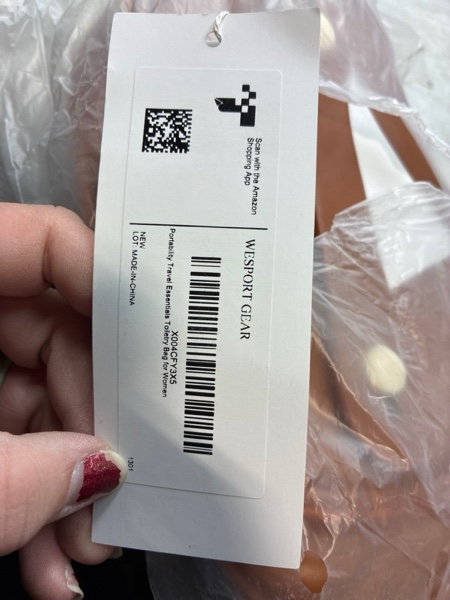 Scan with the Amazon
Shopping App
WESPORT GEAR
X004CFY3X5
Portability Travel Essentials Toiletry Bag for Women
NEW
LOT: MADE-IN-CHINA
1301